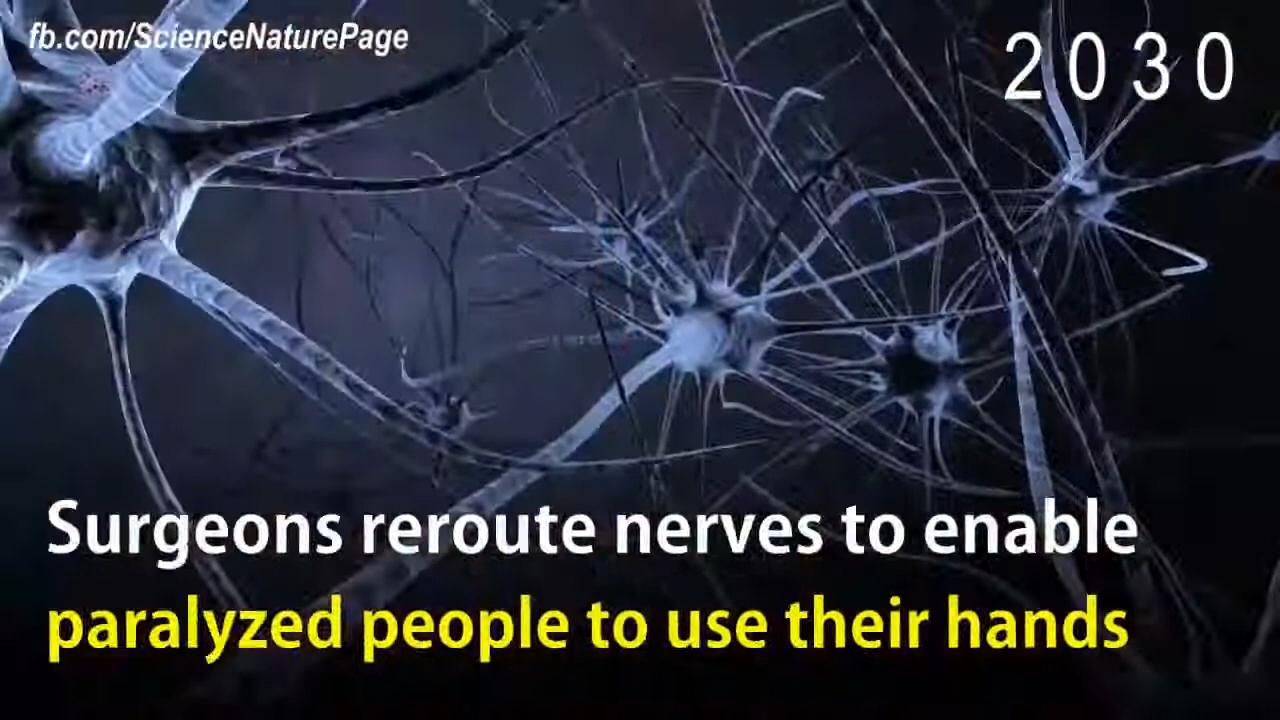 fb.com/ScienceNaturePage
2030
Surgeons reroute nerves to enable
paralyzed people to use their hands